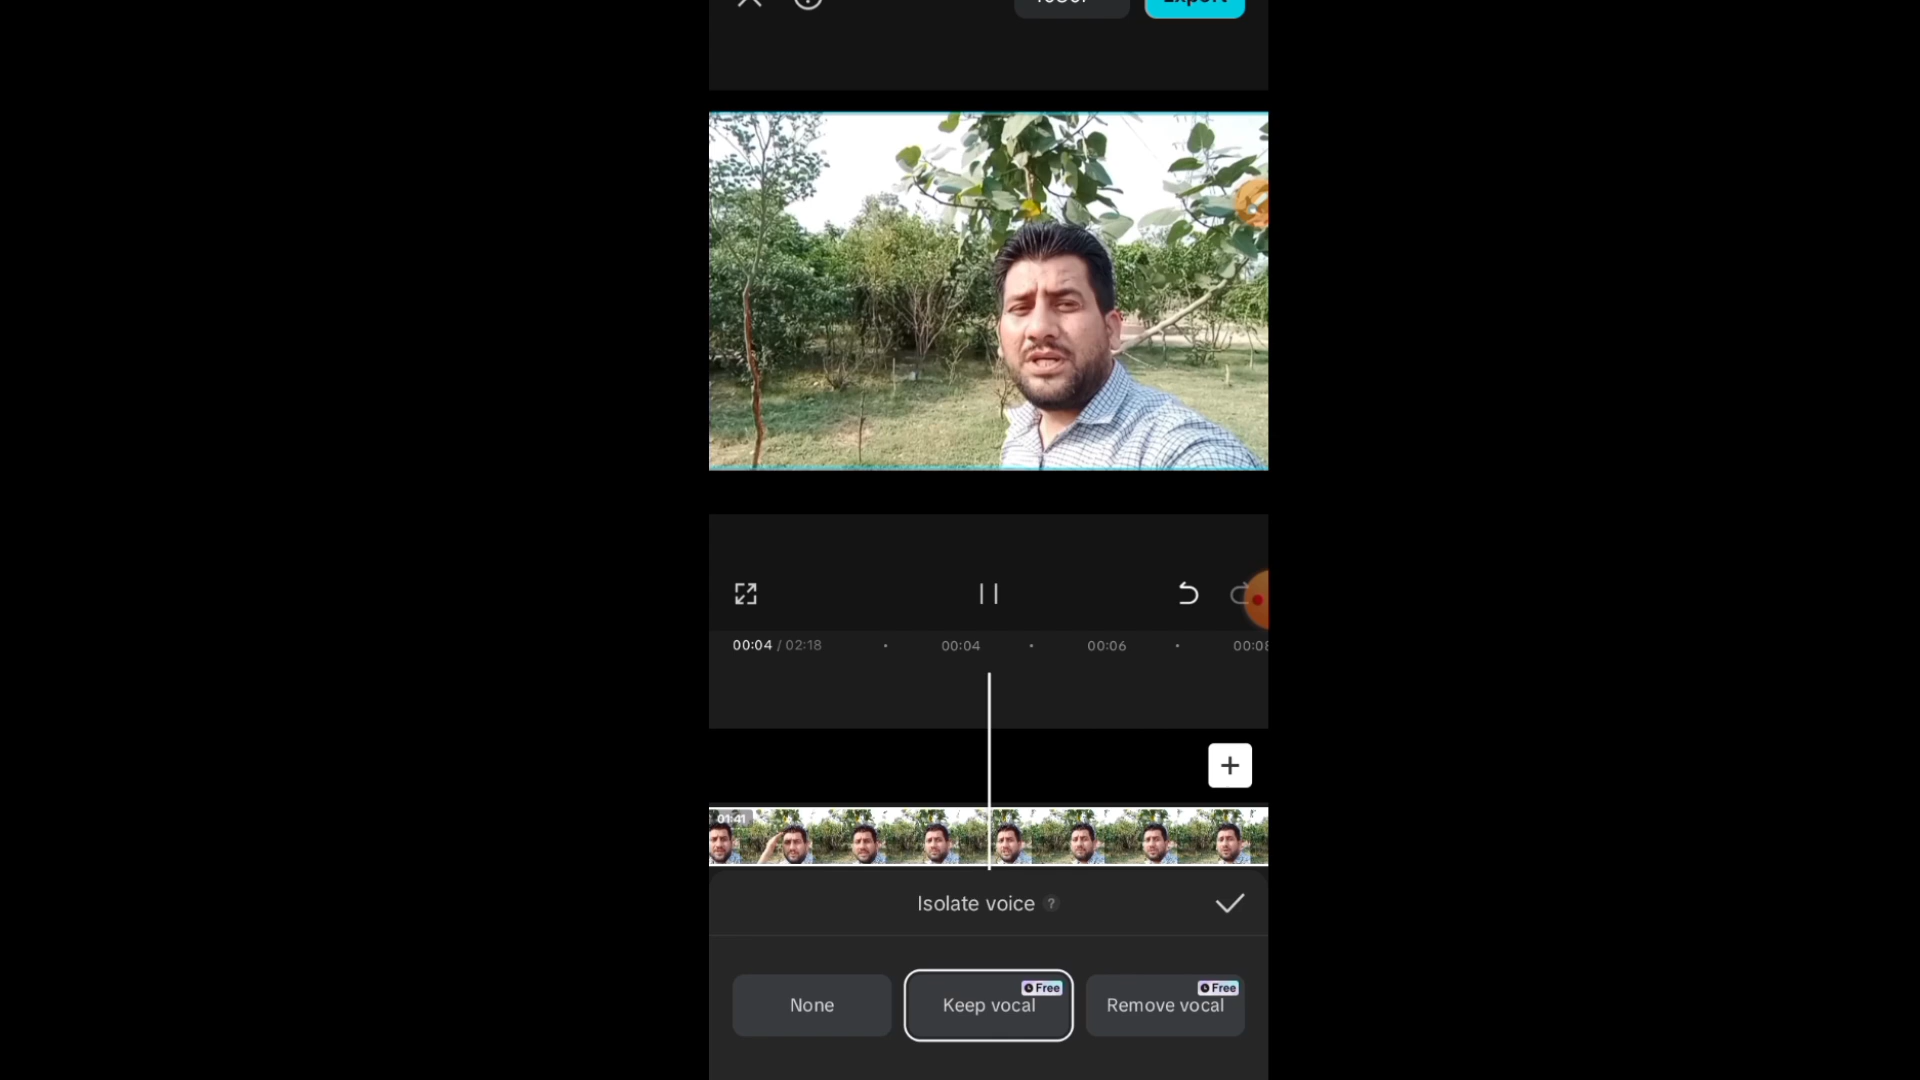 Export
00:04 / 02:18
00:04
00:06
01:41
Isolate voice ?
None
Free
Keep vocal
Free
Remove vocal